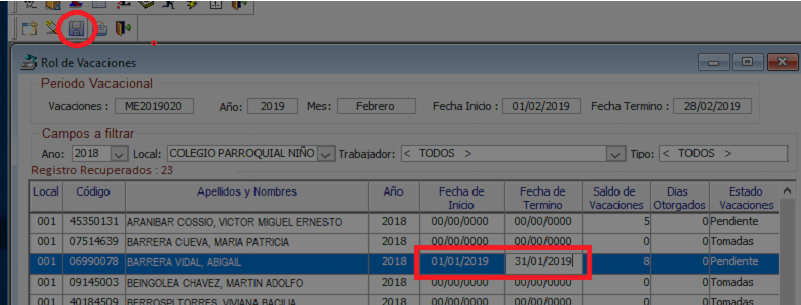 Rol de Vacaciones
Periodo Vacacional
Vacaciones : ME2019020 Año: 2019 Mes: Febrero Fecha Inicio : 01/02/2019 Fecha Termino : 28/02/2019
Campos a filtrar
Ano: 2018 Local: COLEGIO PARROQUIAL NIÑO Trabajador: < TODOS > Tipo: < TODOS >
Registro Recuperados : 23
Local Código Apellidos y Nombres Año Fecha de Inicio Fecha de Termino Saldo de Vacaciones Dias Otorgados Estado Vacaciones
001 45350131 ARANIBAR COSSIO, VICTOR MIGUEL ERNESTO 2018 00/00/0000 00/00/0000 5 0 Pendiente
001 07514639 BARRERA CUEVA, MARIA PATRICIA 2018 00/00/0000 00/00/0000 0 0 Tomadas
001 06990078 BARRERA VIDAL, ABIGAIL 2018 01/01/2019 31/01/2019 8 0 Pendiente
001 09145003 BEINGOLEA CHAVEZ, MARTIN ADOLFO 2018 00/00/0000 00/00/0000 0 0 Tomadas
001 40184509 BERROSPI TORRES, VIVIANA BACILIA 2018 00/00/0000 00/00/0000 0 0 Tomadas